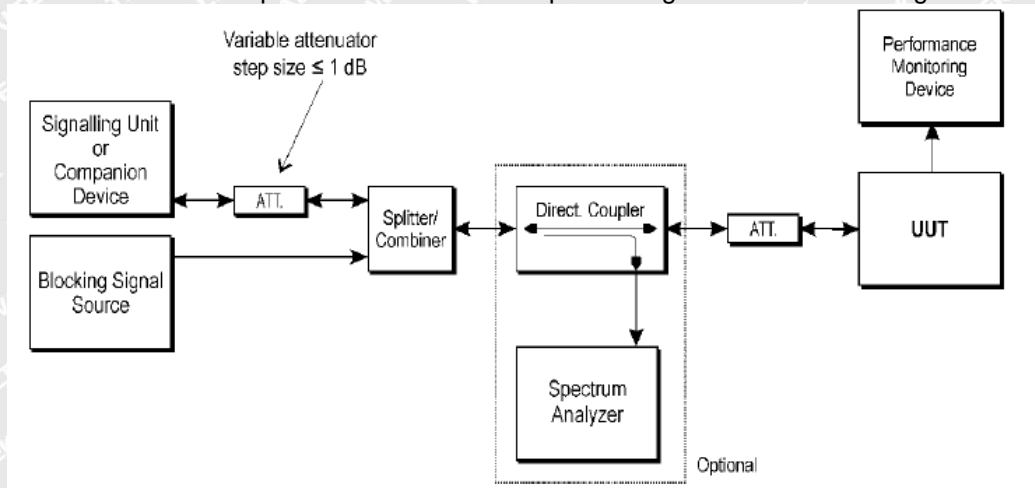 Variable attenuator
step size ≤ 1 dB
Performance
Monitoring
Device
Signalling Unit
or
Companion
Device
ATT.
Splitter/
Combiner
Direct. Coupler
ATT.
UUT
Blocking Signal
Source
Spectrum
Analyzer
Optional